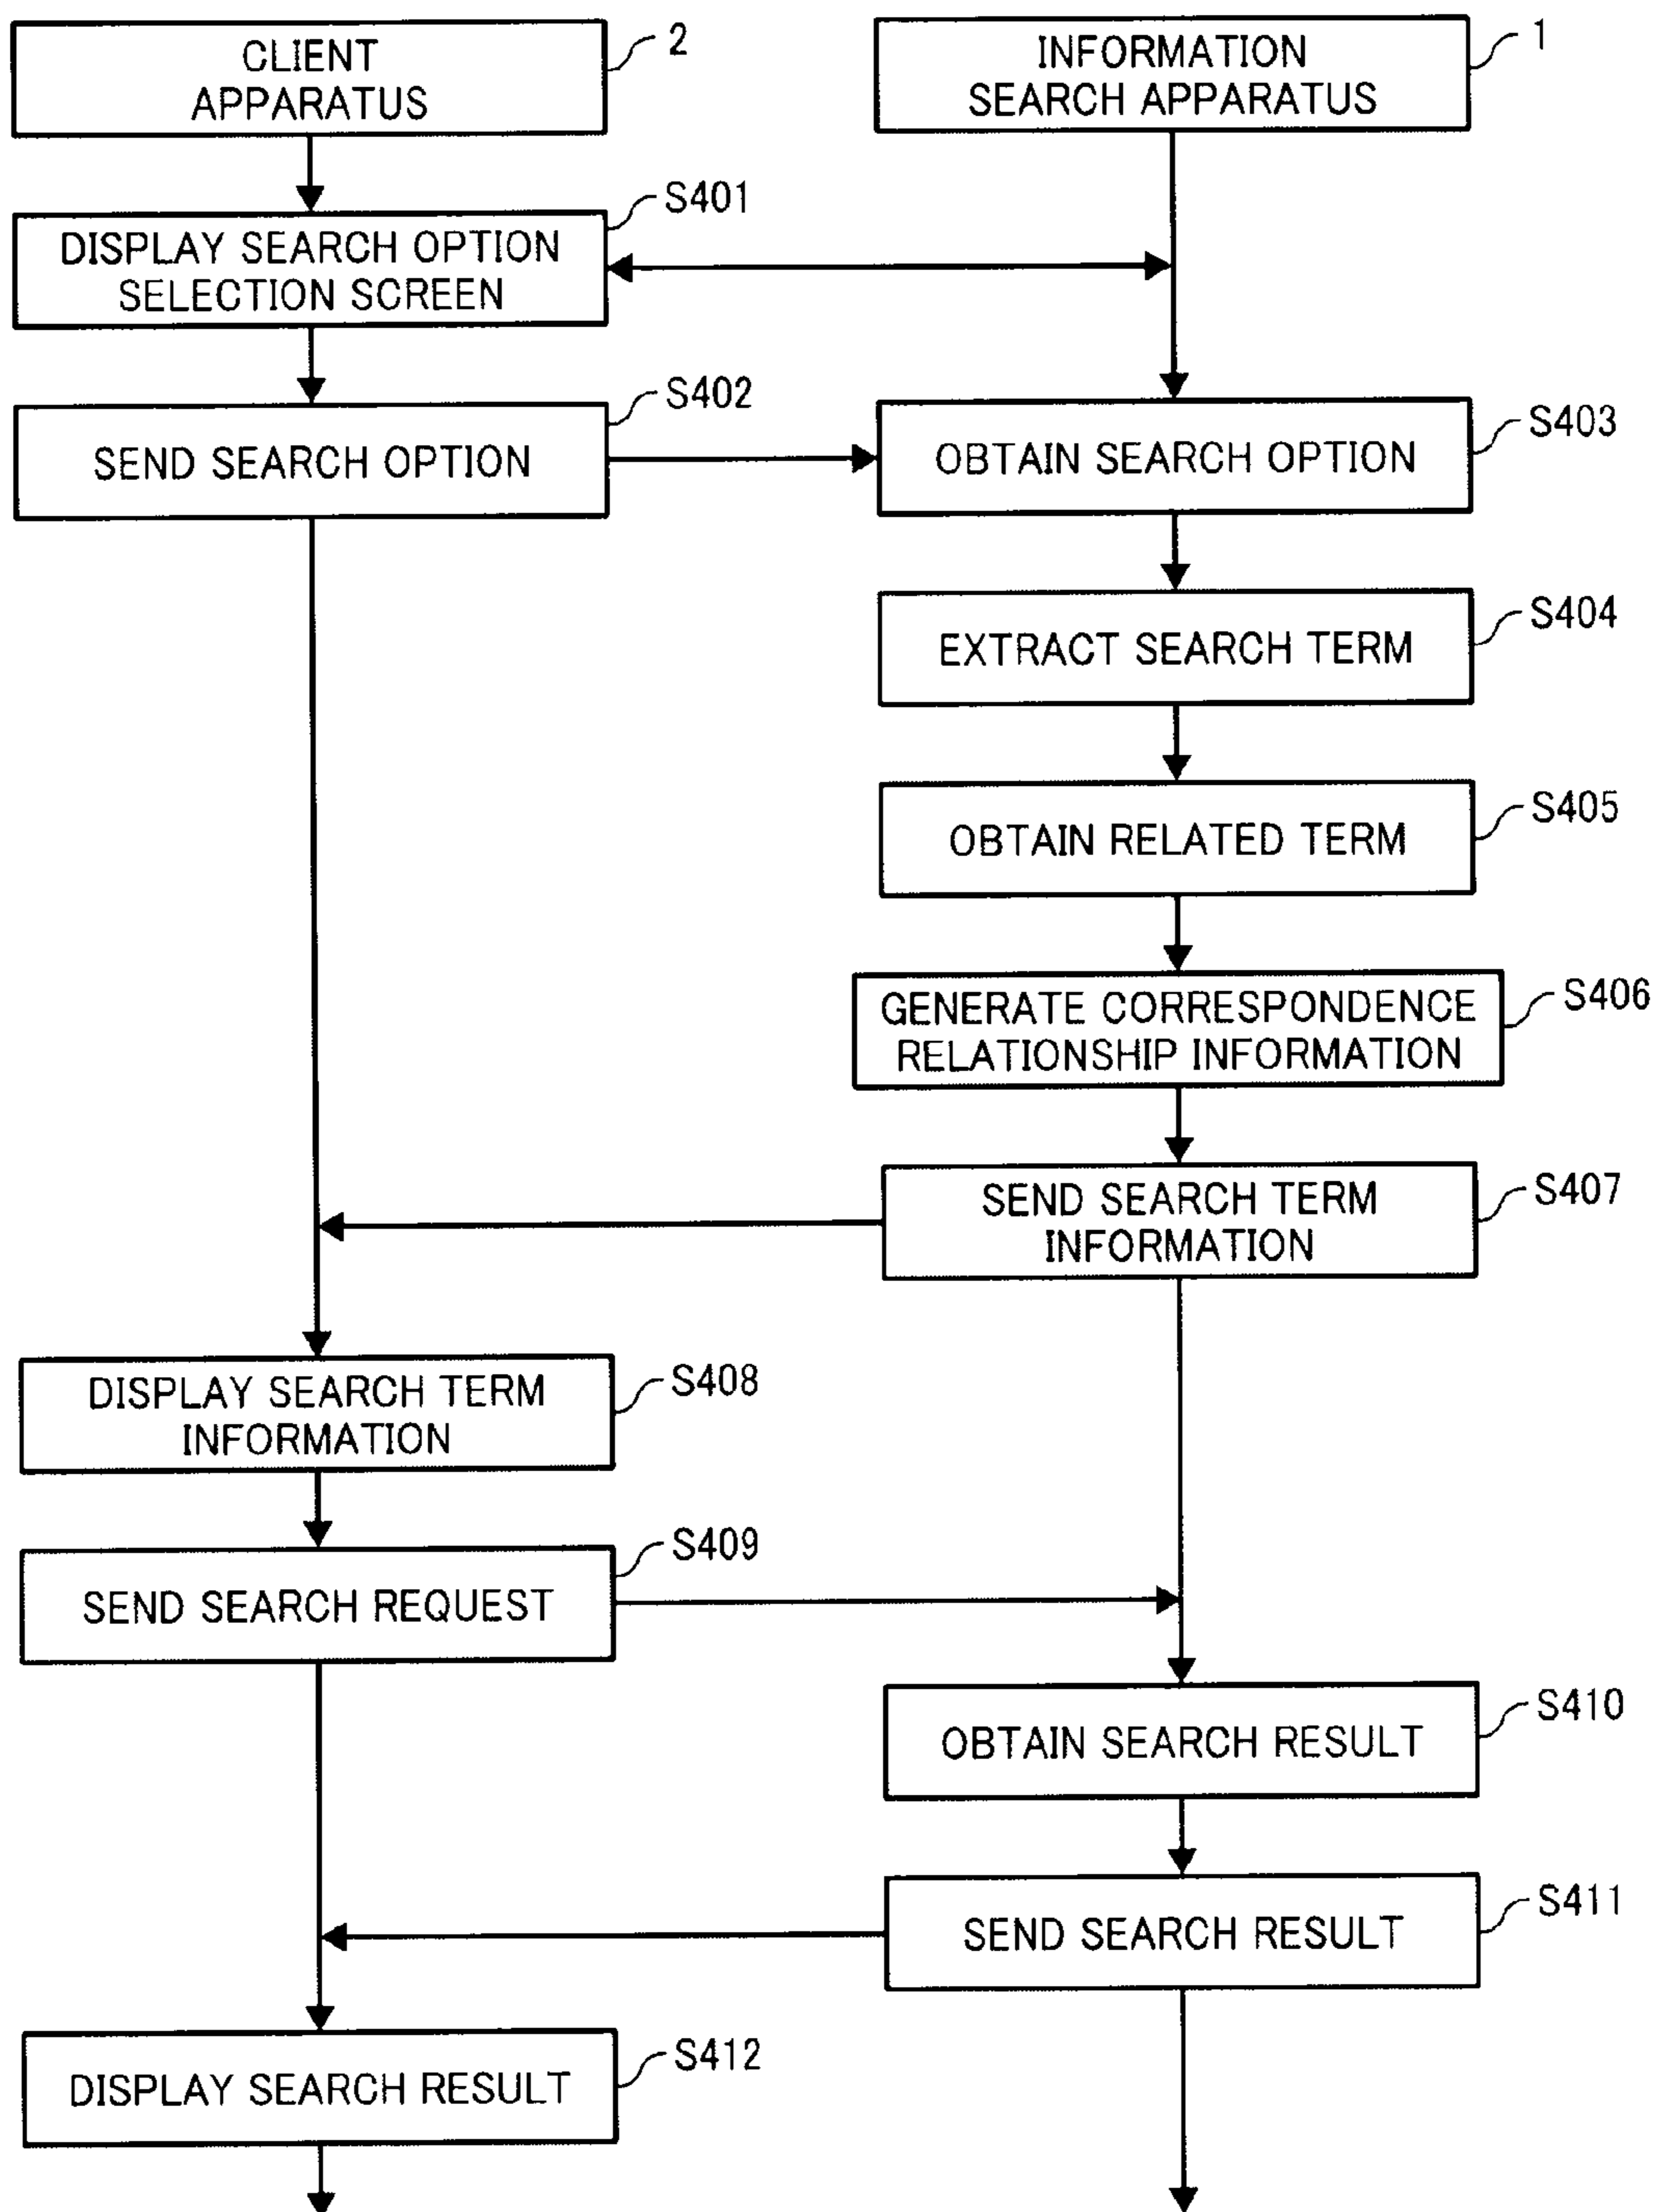 CLIENT
APPARATUS
2
INFORMATION
SEARCH APPARATUS
1
S401
DISPLAY SEARCH OPTION
SELECTION SCREEN
S402
SEND SEARCH OPTION
S403
OBTAIN SEARCH OPTION
S404
EXTRACT SEARCH TERM
S405
OBTAIN RELATED TERM
S406
GENERATE CORRESPONDENCE
RELATIONSHIP INFORMATION
S407
SEND SEARCH TERM
INFORMATION
S408
DISPLAY SEARCH TERM
INFORMATION
S409
SEND SEARCH REQUEST
S410
OBTAIN SEARCH RESULT
S411
SEND SEARCH RESULT
S412
DISPLAY SEARCH RESULT